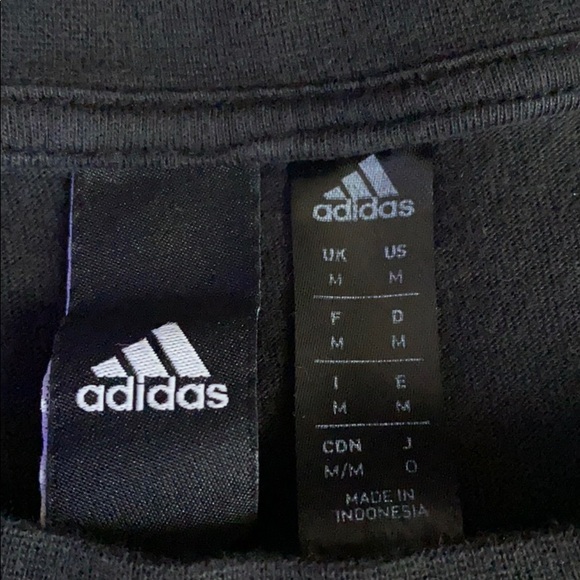 adidas
adidas
UK US
M M
F D
M M
I E
M M
CDN J
M/M O
MADE IN
INDONESIA